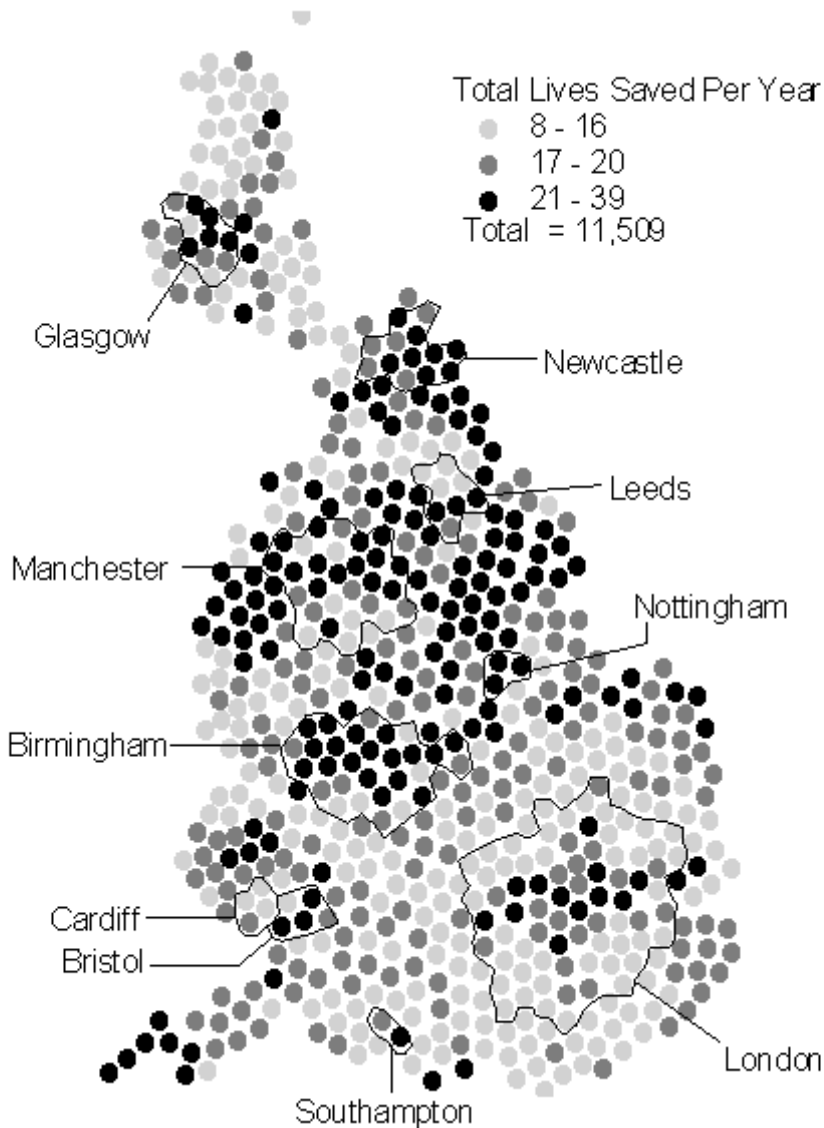 Total Lives Saved Per Year
8 - 16
17 - 20
21 - 39
Total = 11,509
Glasgow
Newcastle
Leeds
Manchester
Nottingham
Birmingham
Cardiff
Bristol
London
Southampton